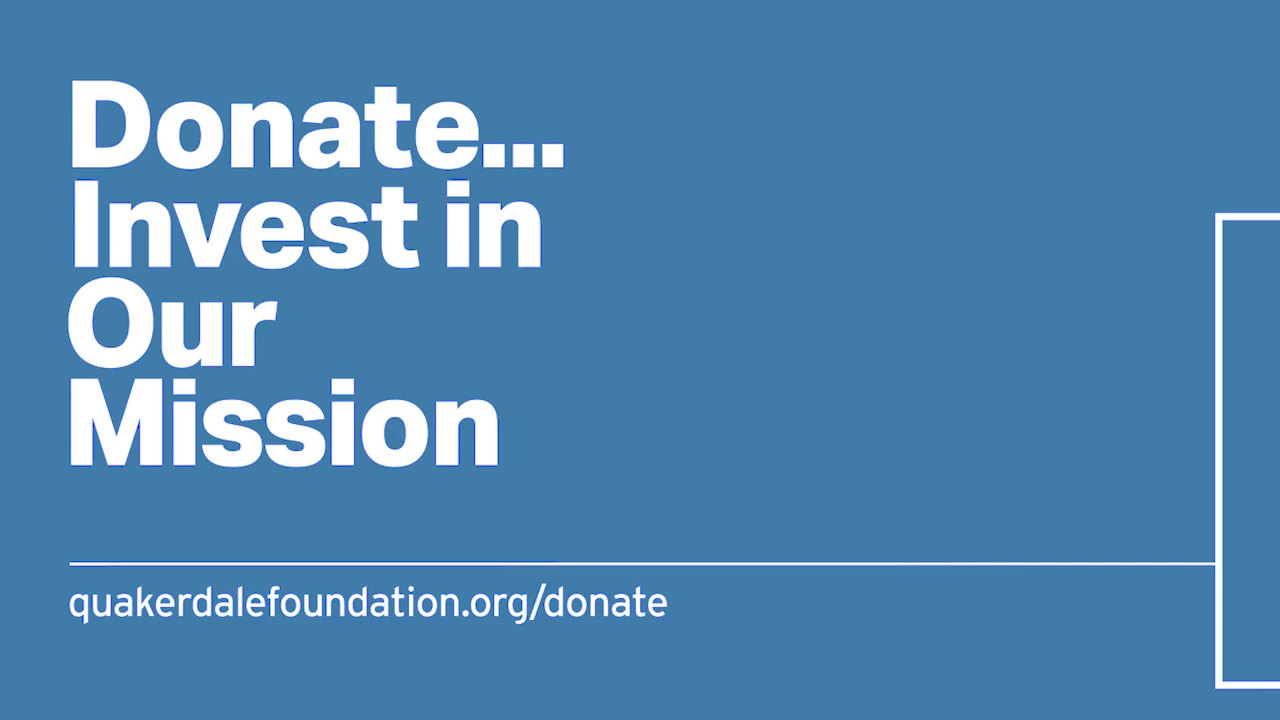 Donate...
Invest in
Our
Mission
quakerdalefoundation.org/donate